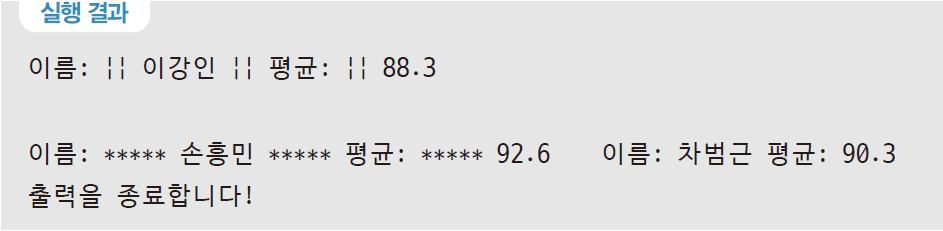 실행 결과
이름: ¦¦ 이강인 ¦¦ 평균: ¦¦ 88.3
이름: ***** 손흥민 ***** 평균: ***** 92.6    이름: 차범근 평균: 90.3
출력을 종료합니다!